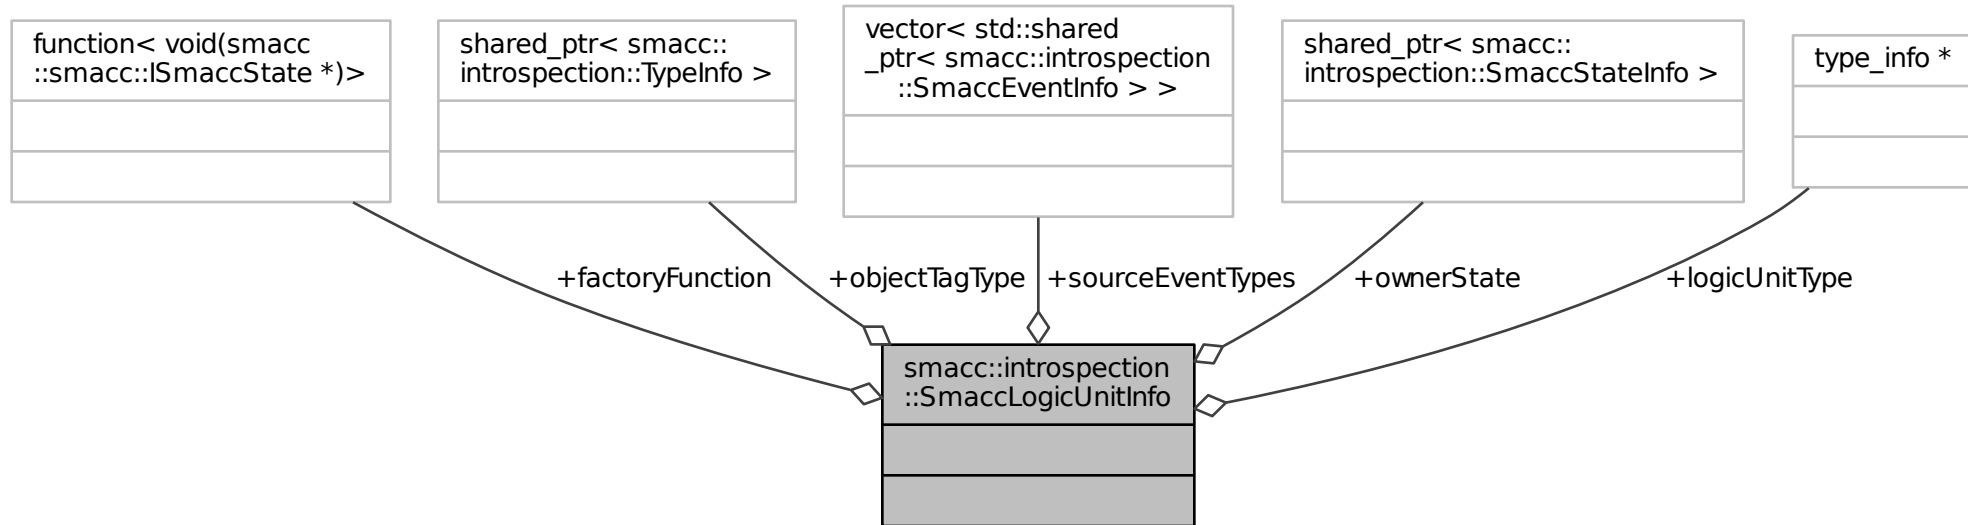 function< void(smacc
::smacc::ISmaccState *)>
shared_ptr< smacc::
introspection::TypeInfo >
vector< std::shared
_ptr< smacc::introspection
::SmaccEventInfo > >
shared_ptr< smacc::
introspection::SmaccStateInfo >
type_info *
+factoryFunction
+objectTagType
+sourceEventTypes
+ownerState
+logicUnitType
smacc::introspection
::SmaccLogicUnitInfo